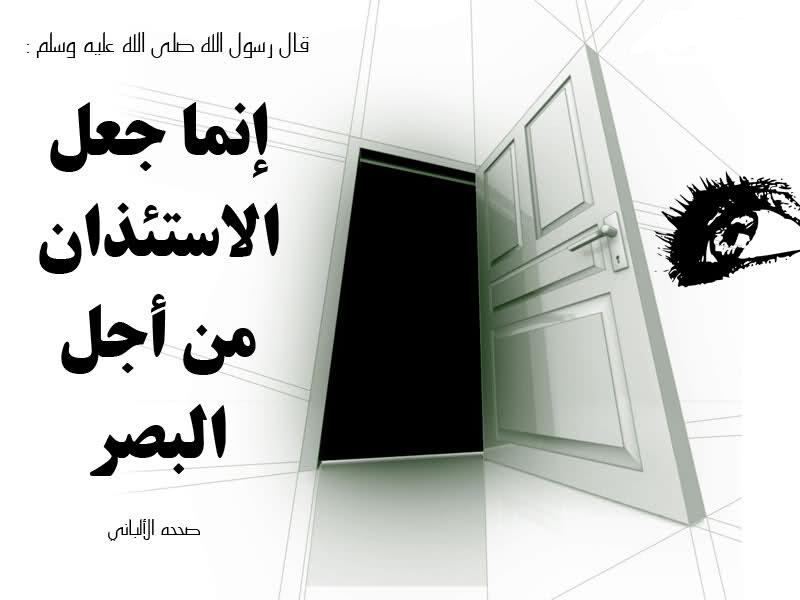 قال رسول الله صلى الله عليه وسلم :
إنما جعل
الاستئذان
من أجل
البصر
صححه الألباني